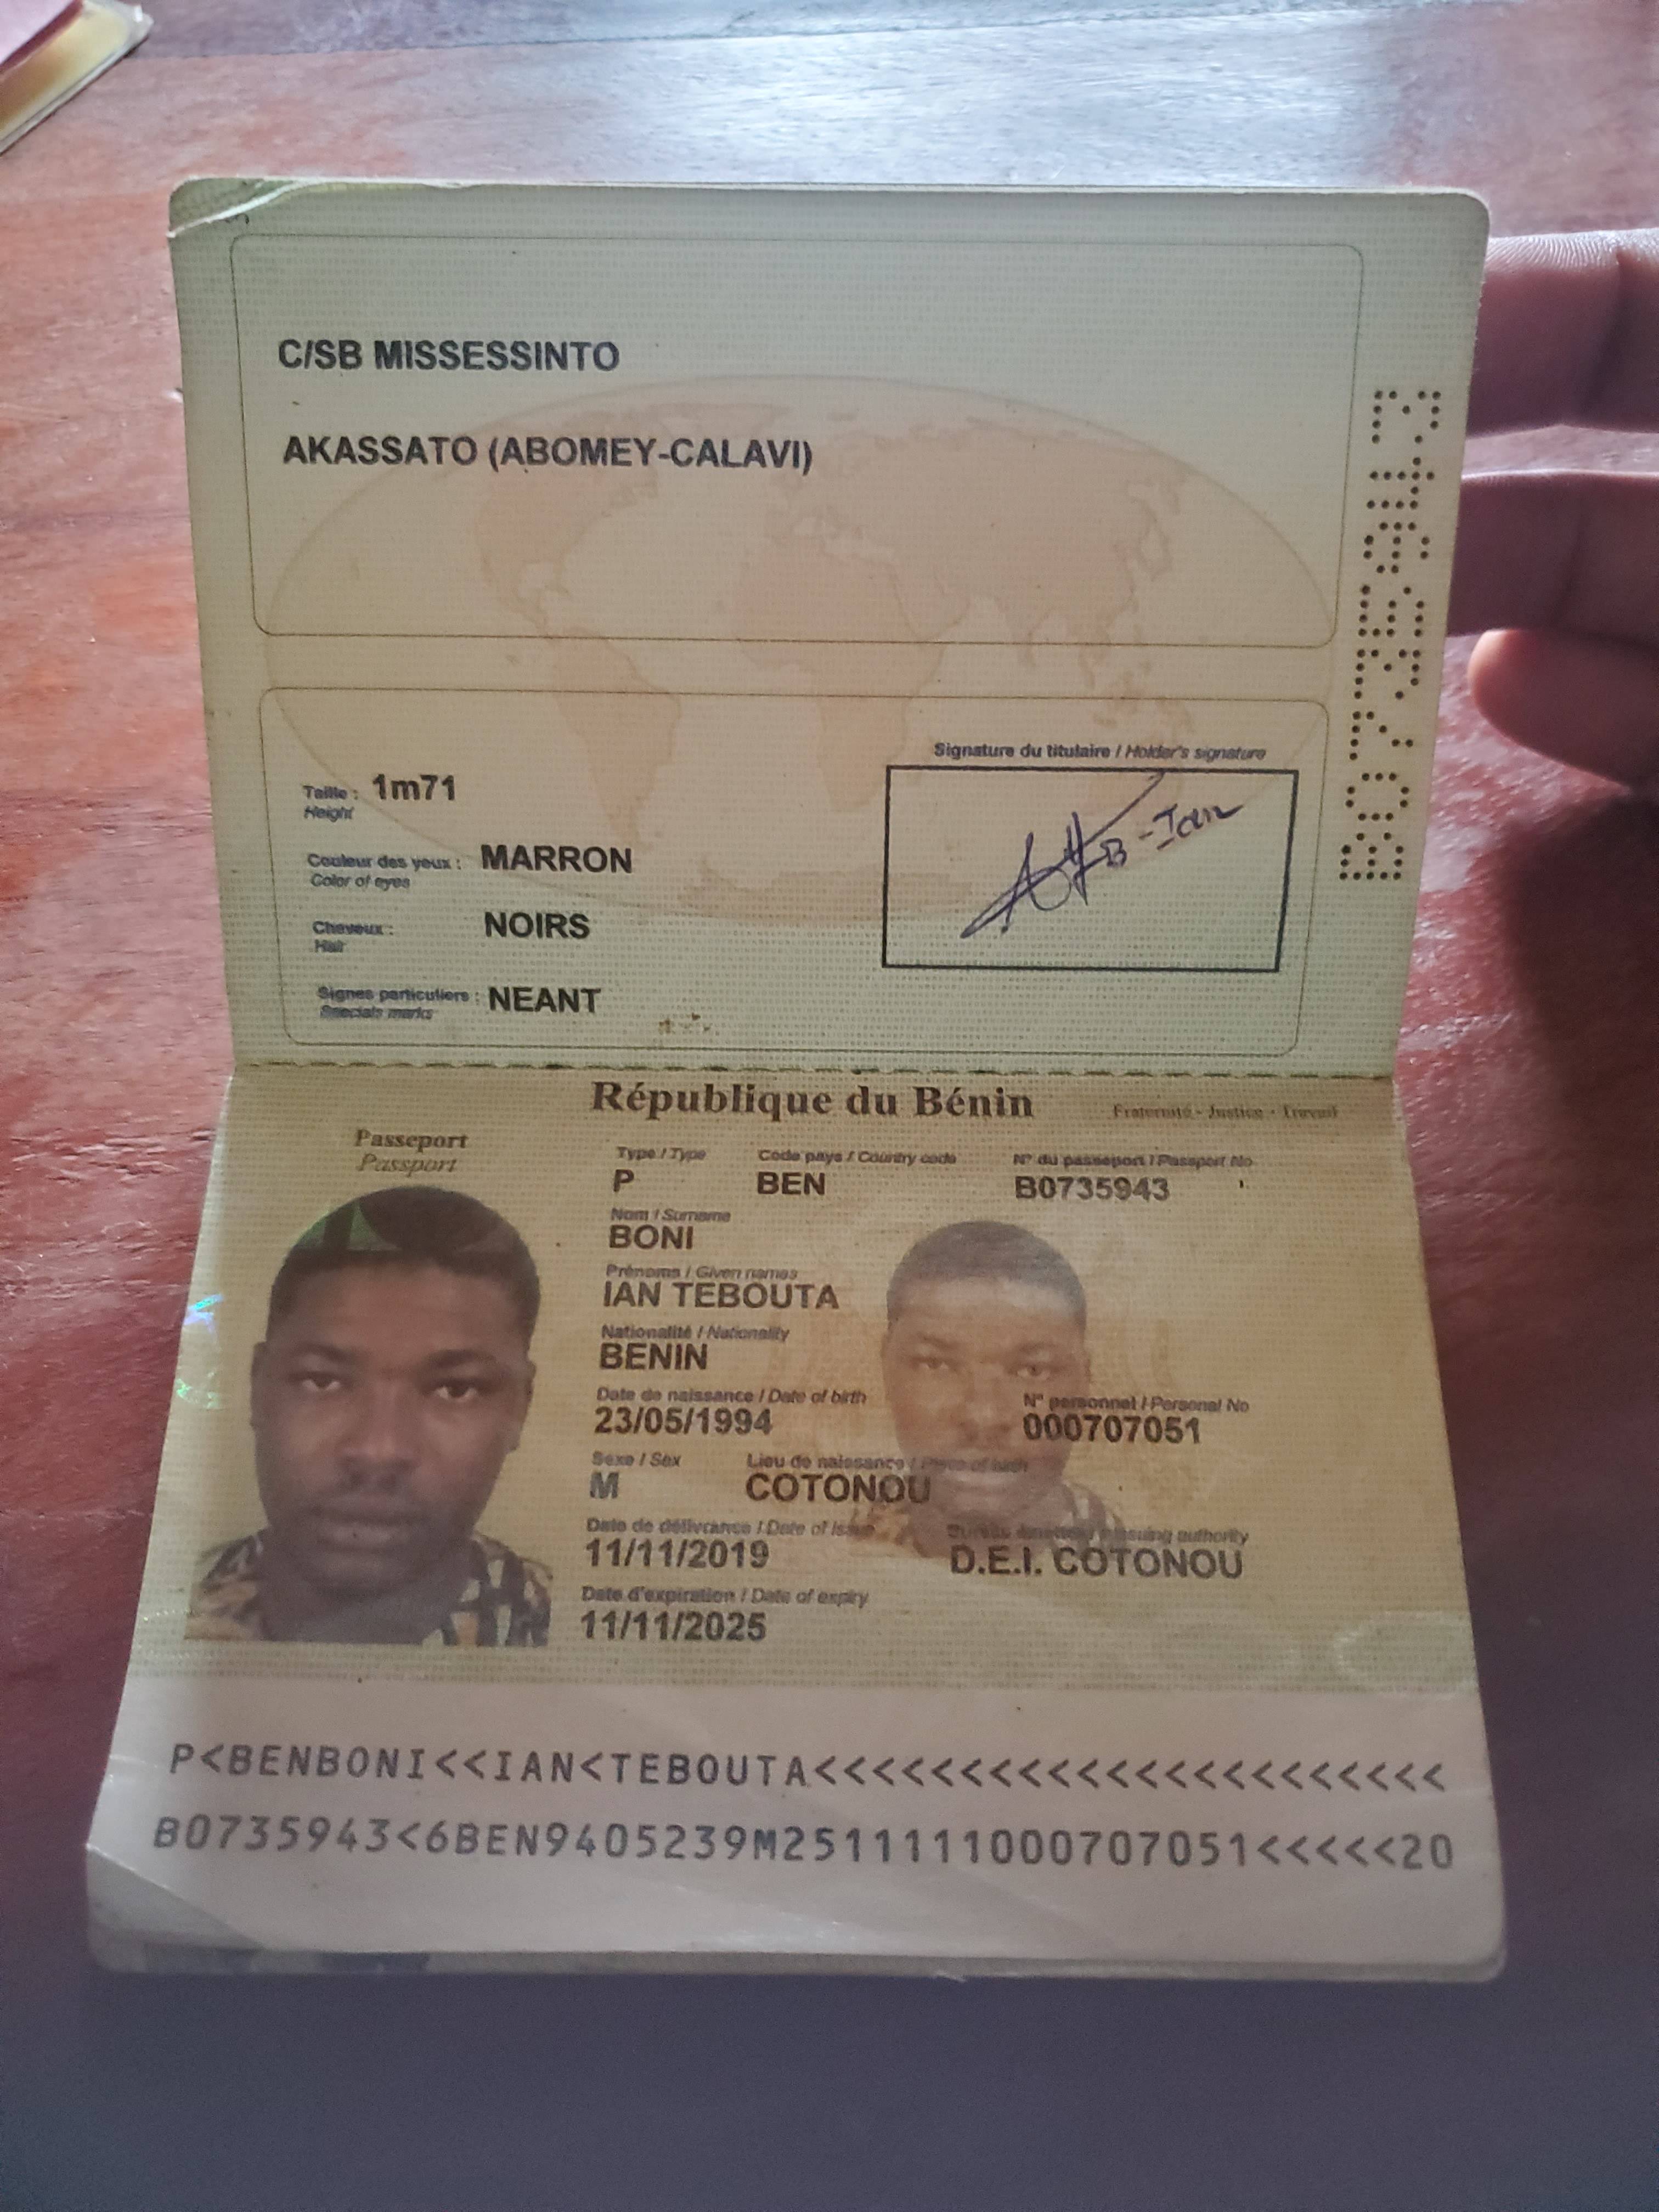 C/SB MISSESSINTO
AKASSATO (ABOMEY-CALAVI)
B0735943
Signature du titulaire / Holder's signature
Taille : 1m71
Height
B-Ian
Couleur des yeux : MARRON
Color of eyes
Cheveux : NOIRS
Hair
Signes particuliers : NEANT
Specials marks
République du Bénin
Fraternité - Justice - Travail
Passeport
Passport
Type / Type Code pays / Country code N° du passeport / Passport No
P BEN B0735943
Nom / Surname
BONI
Prénoms / Given names
IAN TEBOUTA
Nationalité / Nationality
BENIN
Date de naissance / Date of birth N° personnel / Personal No
23/05/1994 000707051
Sexe / Sex Lieu de naissance / Place of birth
M COTONOU
Date de délivrance / Date of issue Bureau émetteur / Issuing authority
11/11/2019 D.E.I. COTONOU
Date d'expiration / Date of expiry
11/11/2025
P<BENBONI<<IAN<TEBOUTA<<<<<<<<<<<<<<<<<<<<<<
B0735943<6BEN9405239M2511111000707051<<<<<20